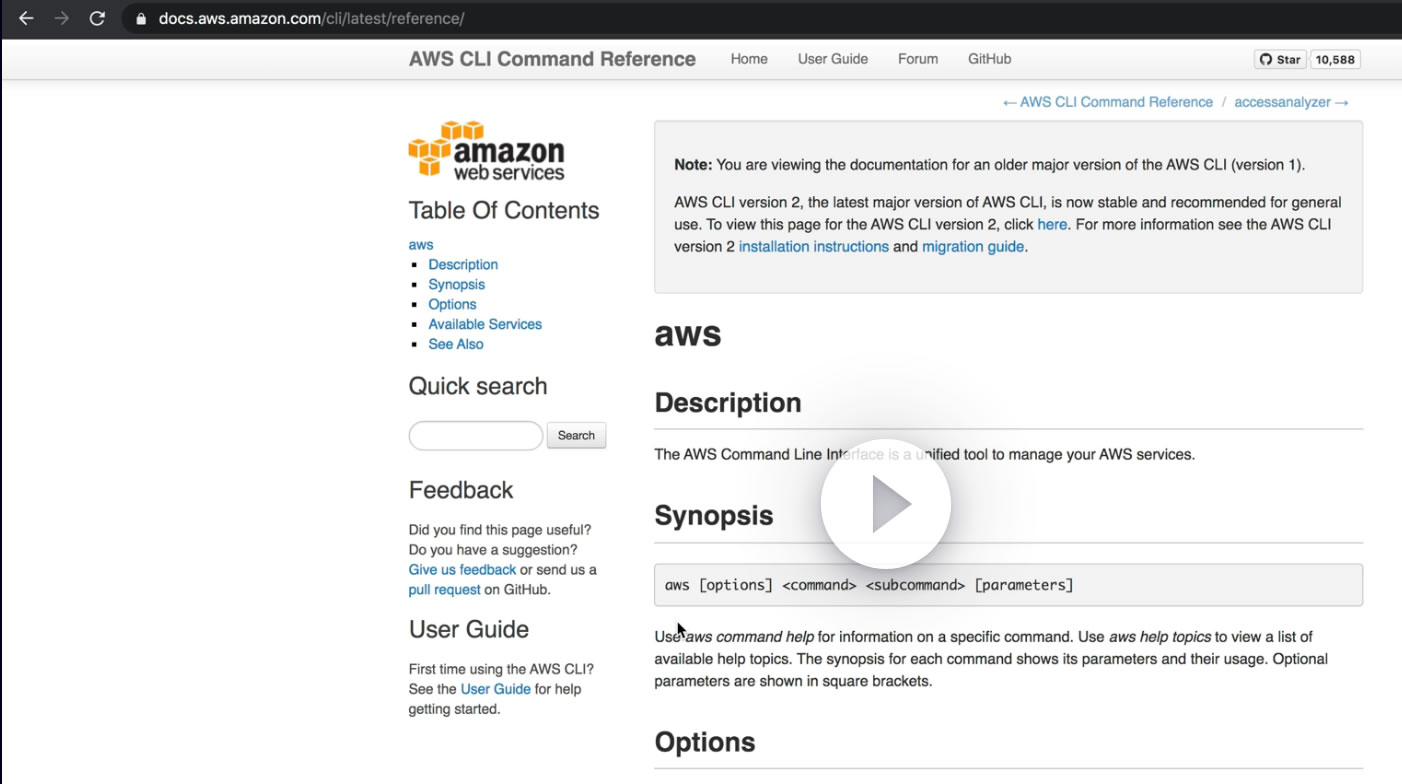 docs.aws.amazon.com/cli/latest/reference/
AWS CLI Command Reference
Home
User Guide
Forum
GitHub
Star
10,588
← AWS CLI Command Reference / accessanalyzer →
amazon
web services
Table Of Contents
aws
Description
Synopsis
Options
Available Services
See Also
Quick search
Search
Feedback
Did you find this page useful?
Do you have a suggestion?
Give us feedback or send us a
pull request on GitHub.
User Guide
First time using the AWS CLI?
See the User Guide for help
getting started.
Note: You are viewing the documentation for an older major version of the AWS CLI (version 1).
AWS CLI version 2, the latest major version of AWS CLI, is now stable and recommended for general
use. To view this page for the AWS CLI version 2, click here. For more information see the AWS CLI
version 2 installation instructions and migration guide.
aws
Description
The AWS Command Line Interface is a unified tool to manage your AWS services.
Synopsis
aws [options] <command> <subcommand> [parameters]
Use aws command help for information on a specific command. Use aws help topics to view a list of
available help topics. The synopsis for each command shows its parameters and their usage. Optional
parameters are shown in square brackets.
Options